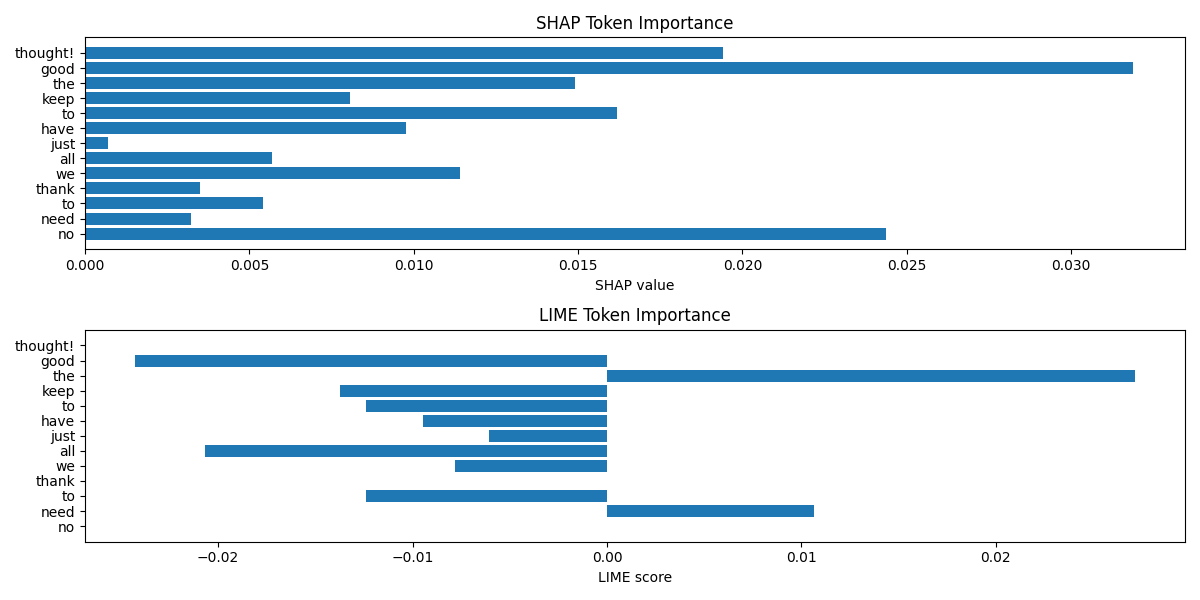 SHAP Token Importance
thought!
good
the
keep
to
have
just
all
we
thank
to
need
no
0.000 0.005 0.010 0.015 0.020 0.025 0.030
SHAP value
LIME Token Importance
thought!
good
the
keep
to
have
just
all
we
thank
to
need
no
−0.02 −0.01 0.00 0.01 0.02
LIME score